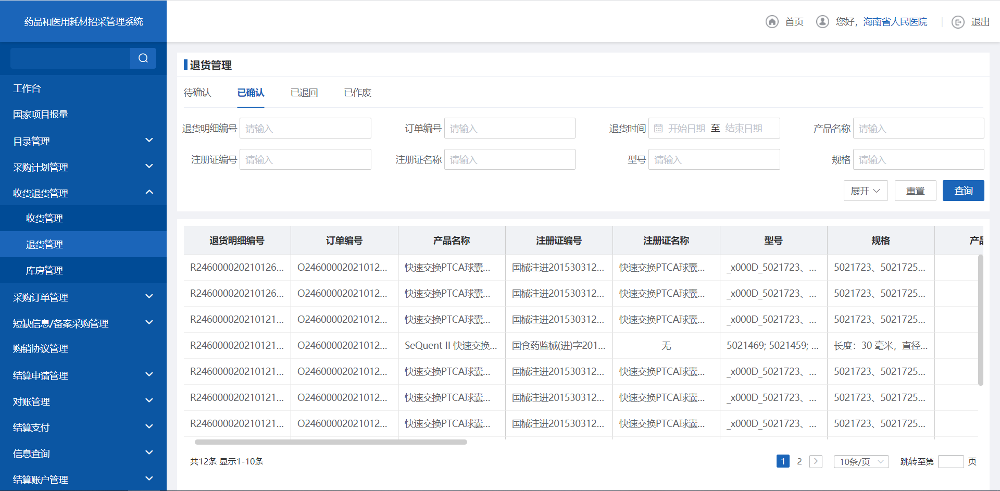 药品和医用耗材招采管理系统
首页 您好，海南省人民医院 退出
工作台
国家项目报量
目录管理
采购计划管理
收货退货管理
收货管理
退货管理
库房管理
采购订单管理
短缺信息/备案采购管理
购销协议管理
结算申请管理
对账管理
结算支付
信息查询
结算账户管理
退货管理
待确认 已确认 已退回 已作废
退货明细编号 请输入 订单编号 请输入 退货时间 开始日期 至 结束日期 产品名称 请输入
注册证编号 请输入 注册证名称 请输入 型号 请输入 规格 请输入
展开 重置 查询
退货明细编号 订单编号 产品名称 注册证编号 注册证名称 型号 规格 产品
R246000020210126... O24600002021012... 快速交换PTCA球囊... 国械注进201530312... 快速交换PTCA球囊... _x000D_5021723、... 5021723、5021725...
R246000020210126... O24600002021012... 快速交换PTCA球囊... 国械注进201530312... 快速交换PTCA球囊... _x000D_5021723、... 5021723、5021725...
R246000020210121... O24600002021012... 快速交换PTCA球囊... 国械注进201530312... 快速交换PTCA球囊... _x000D_5021723、... 5021723、5021725...
R246000020210121... O24600002021012... SeQuent II 快速交换... 国食药监械(进)字201... 无 5021469; 5021459; ... 长度：30 毫米，直径...
R246000020210121... O24600002021012... 快速交换PTCA球囊... 国械注进201530312... 快速交换PTCA球囊... _x000D_5021723、... 5021723、5021725...
R246000020210121... O24600002021012... 快速交换PTCA球囊... 国械注进201530312... 快速交换PTCA球囊... _x000D_5021723、... 5021723、5021725...
R246000020210121... O24600002021012... 快速交换PTCA球囊... 国械注进201530312... 快速交换PTCA球囊... _x000D_5021723、... 5021723、5021725...
共12条 显示1-10条 1 2 10条/页 跳转至第 页